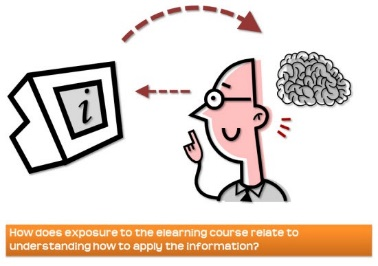 i
How does exposure to the elearning course relate to
understanding how to apply the information?